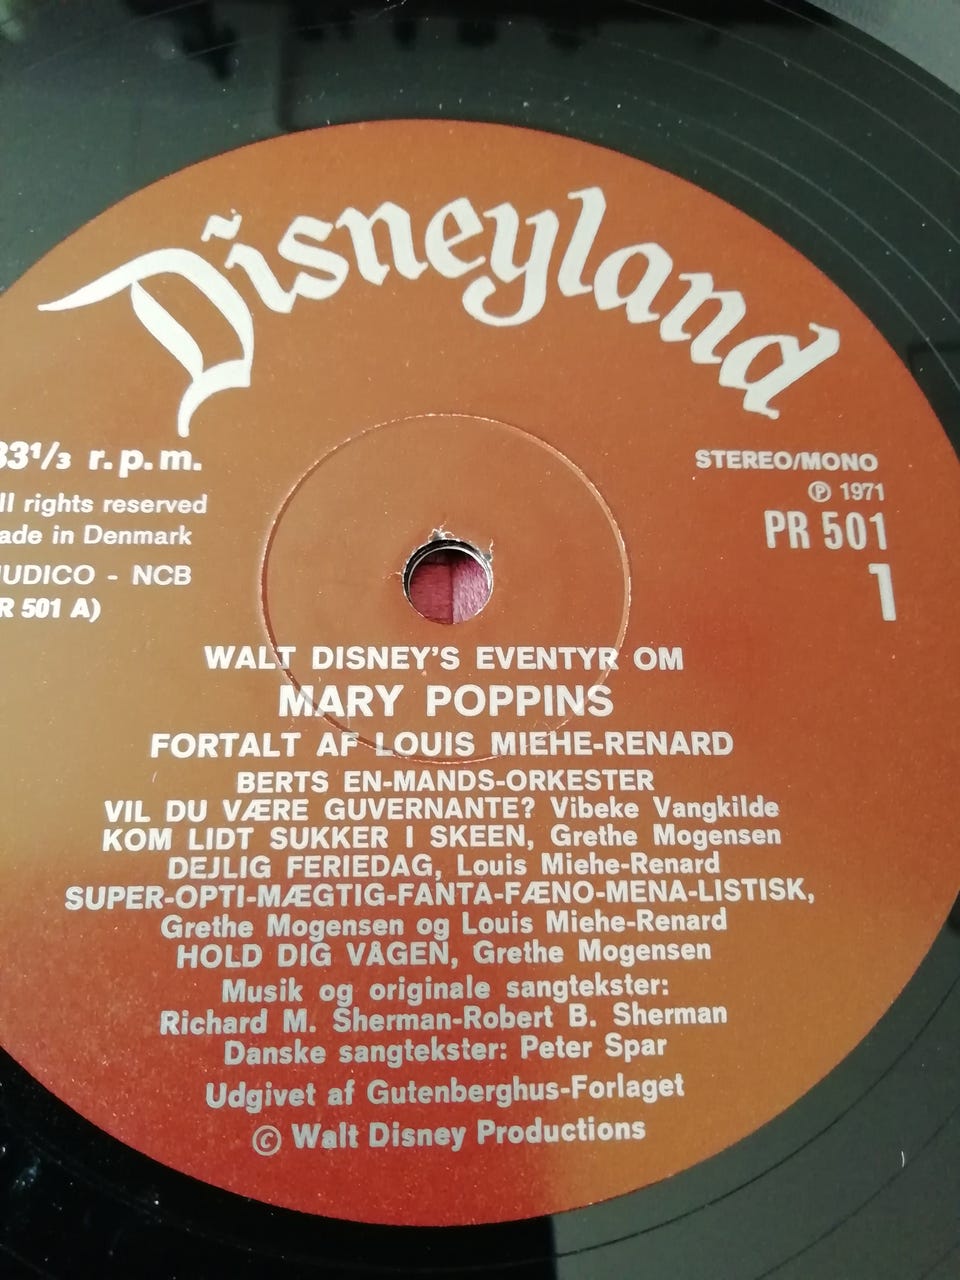 Disneyland
33⅓ r.p.m.
ll rights reserved
ade in Denmark
UDICO - NCB
R 501 A)
STEREO/MONO
℗ 1971
PR 501
1
WALT DISNEY'S EVENTYR OM
MARY POPPINS
FORTALT AF LOUIS MIEHE-RENARD
BERTS EN-MANDS-ORKESTER
VIL DU VÆRE GUVERNANTE? Vibeke Vangkilde
KOM LIDT SUKKER I SKEEN, Grethe Mogensen
DEJLIG FERIEDAG, Louis Miehe-Renard
SUPER-OPTI-MÆGTIG-FANTA-FÆNO-MENA-LISTISK,
Grethe Mogensen og Louis Miehe-Renard
HOLD DIG VÅGEN, Grethe Mogensen
Musik og originale sangtekster:
Richard M. Sherman-Robert B. Sherman
Danske sangtekster: Peter Spar
Udgivet af Gutenberghus-Forlaget
© Walt Disney Productions